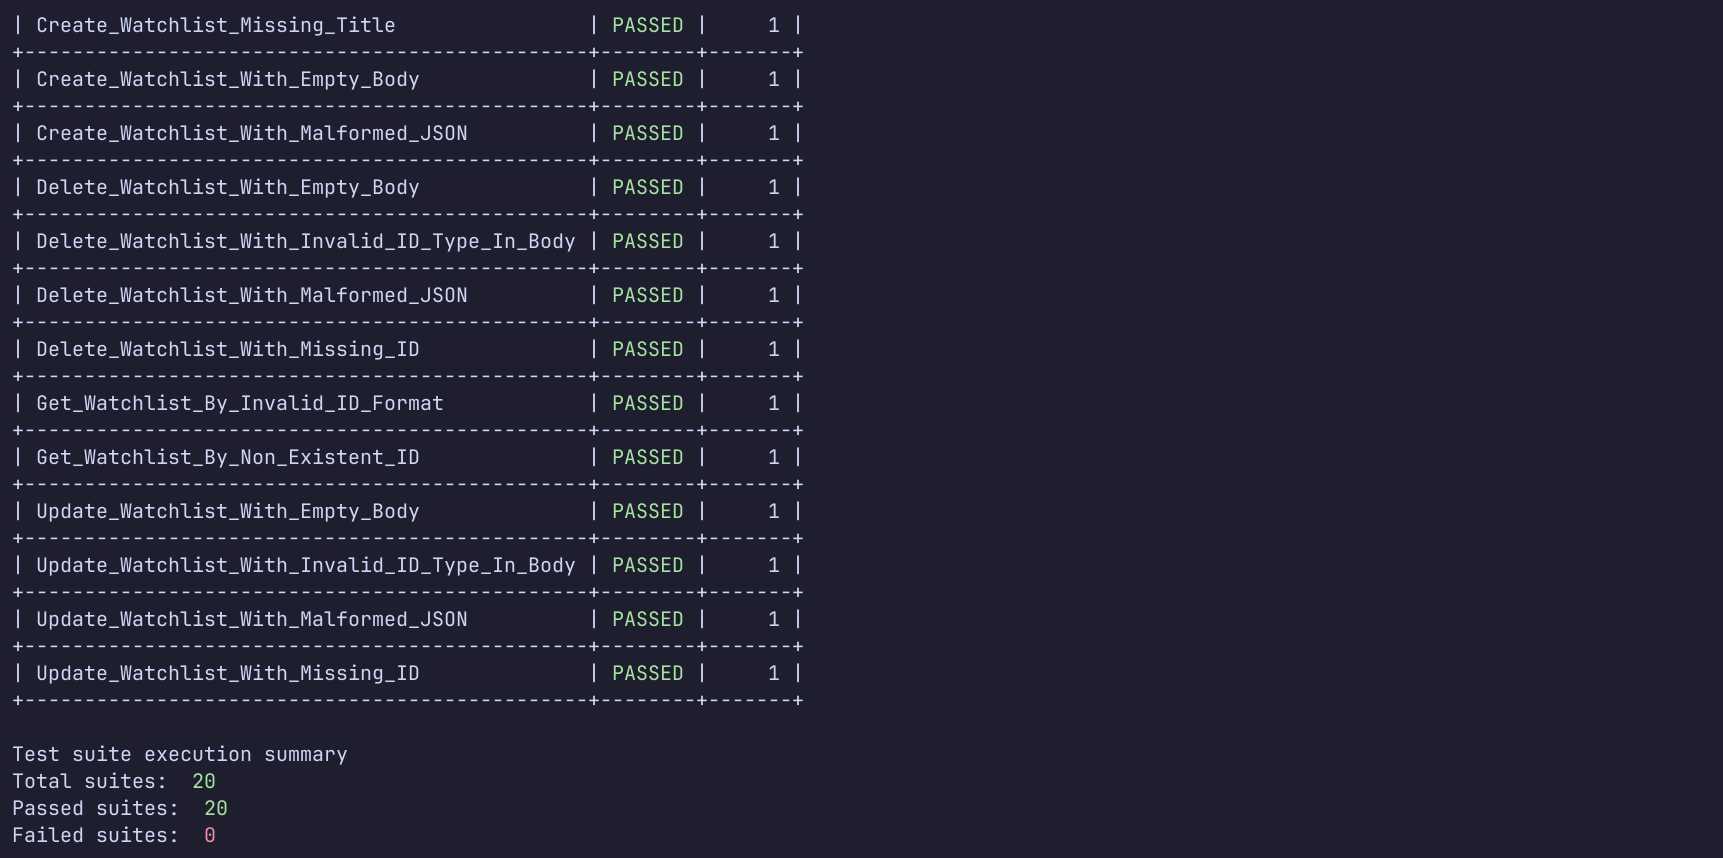 | Create_Watchlist_Missing_Title                | PASSED |     1 |
+-----------------------------------------------+--------+-------+
| Create_Watchlist_With_Empty_Body              | PASSED |     1 |
+-----------------------------------------------+--------+-------+
| Create_Watchlist_With_Malformed_JSON          | PASSED |     1 |
+-----------------------------------------------+--------+-------+
| Delete_Watchlist_With_Empty_Body              | PASSED |     1 |
+-----------------------------------------------+--------+-------+
| Delete_Watchlist_With_Invalid_ID_Type_In_Body | PASSED |     1 |
+-----------------------------------------------+--------+-------+
| Delete_Watchlist_With_Malformed_JSON          | PASSED |     1 |
+-----------------------------------------------+--------+-------+
| Delete_Watchlist_With_Missing_ID              | PASSED |     1 |
+-----------------------------------------------+--------+-------+
| Get_Watchlist_By_Invalid_ID_Format            | PASSED |     1 |
+-----------------------------------------------+--------+-------+
| Get_Watchlist_By_Non_Existent_ID              | PASSED |     1 |
+-----------------------------------------------+--------+-------+
| Update_Watchlist_With_Empty_Body              | PASSED |     1 |
+-----------------------------------------------+--------+-------+
| Update_Watchlist_With_Invalid_ID_Type_In_Body | PASSED |     1 |
+-----------------------------------------------+--------+-------+
| Update_Watchlist_With_Malformed_JSON          | PASSED |     1 |
+-----------------------------------------------+--------+-------+
| Update_Watchlist_With_Missing_ID              | PASSED |     1 |
+-----------------------------------------------+--------+-------+

Test suite execution summary
Total suites:  20
Passed suites:  20
Failed suites:  0